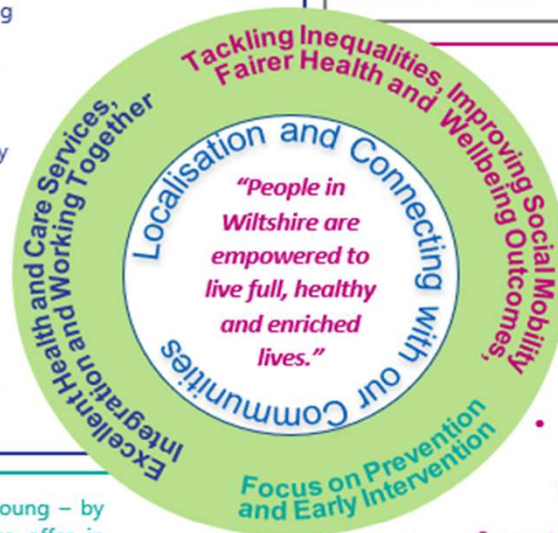 ng
y
Tackling Inequalities, Improving Social Mobility
Fairer Health and Wellbeing Outcomes,
Excellent Health and Care Services,
Integration and Working Together
Localisation and Connecting with our Communities
“People in
Wiltshire are
empowered to
live full, healthy
and enriched
lives.”
Focus on Prevention
and Early Intervention
oung – by